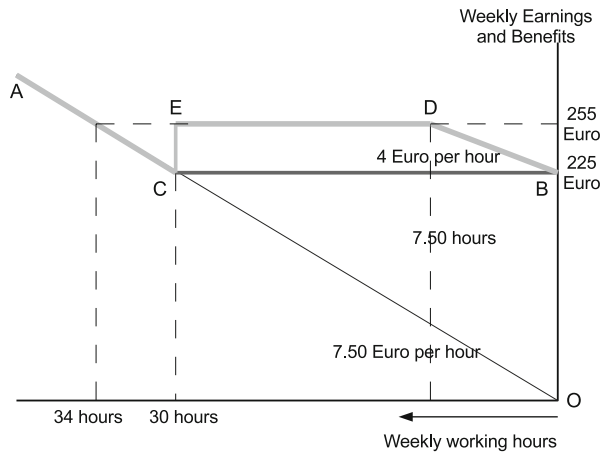 Weekly Earnings
and Benefits
A
E
D
255
Euro
4 Euro per hour
225
Euro
C
B
7.50 hours
7.50 Euro per hour
O
34 hours
30 hours
Weekly working hours